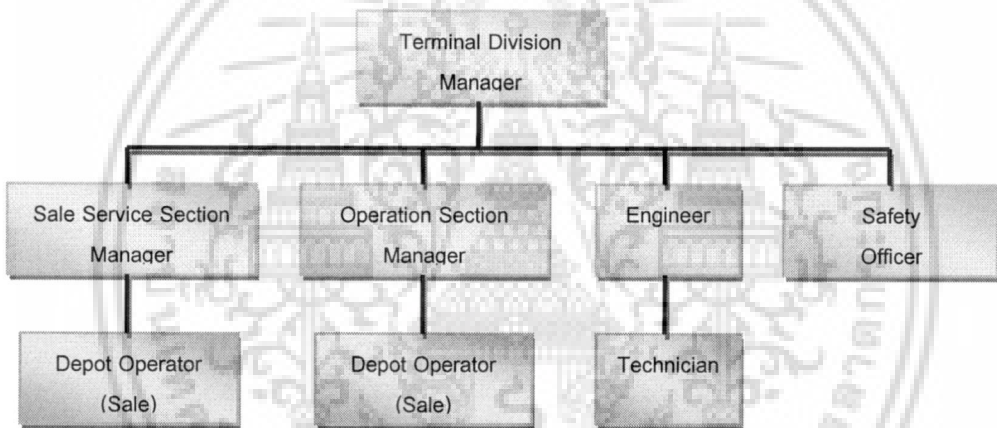 Terminal Division
Manager
Sale Service Section
Manager
Operation Section
Manager
Engineer
Safety
Officer
Depot Operator
(Sale)
Depot Operator
(Sale)
Technician